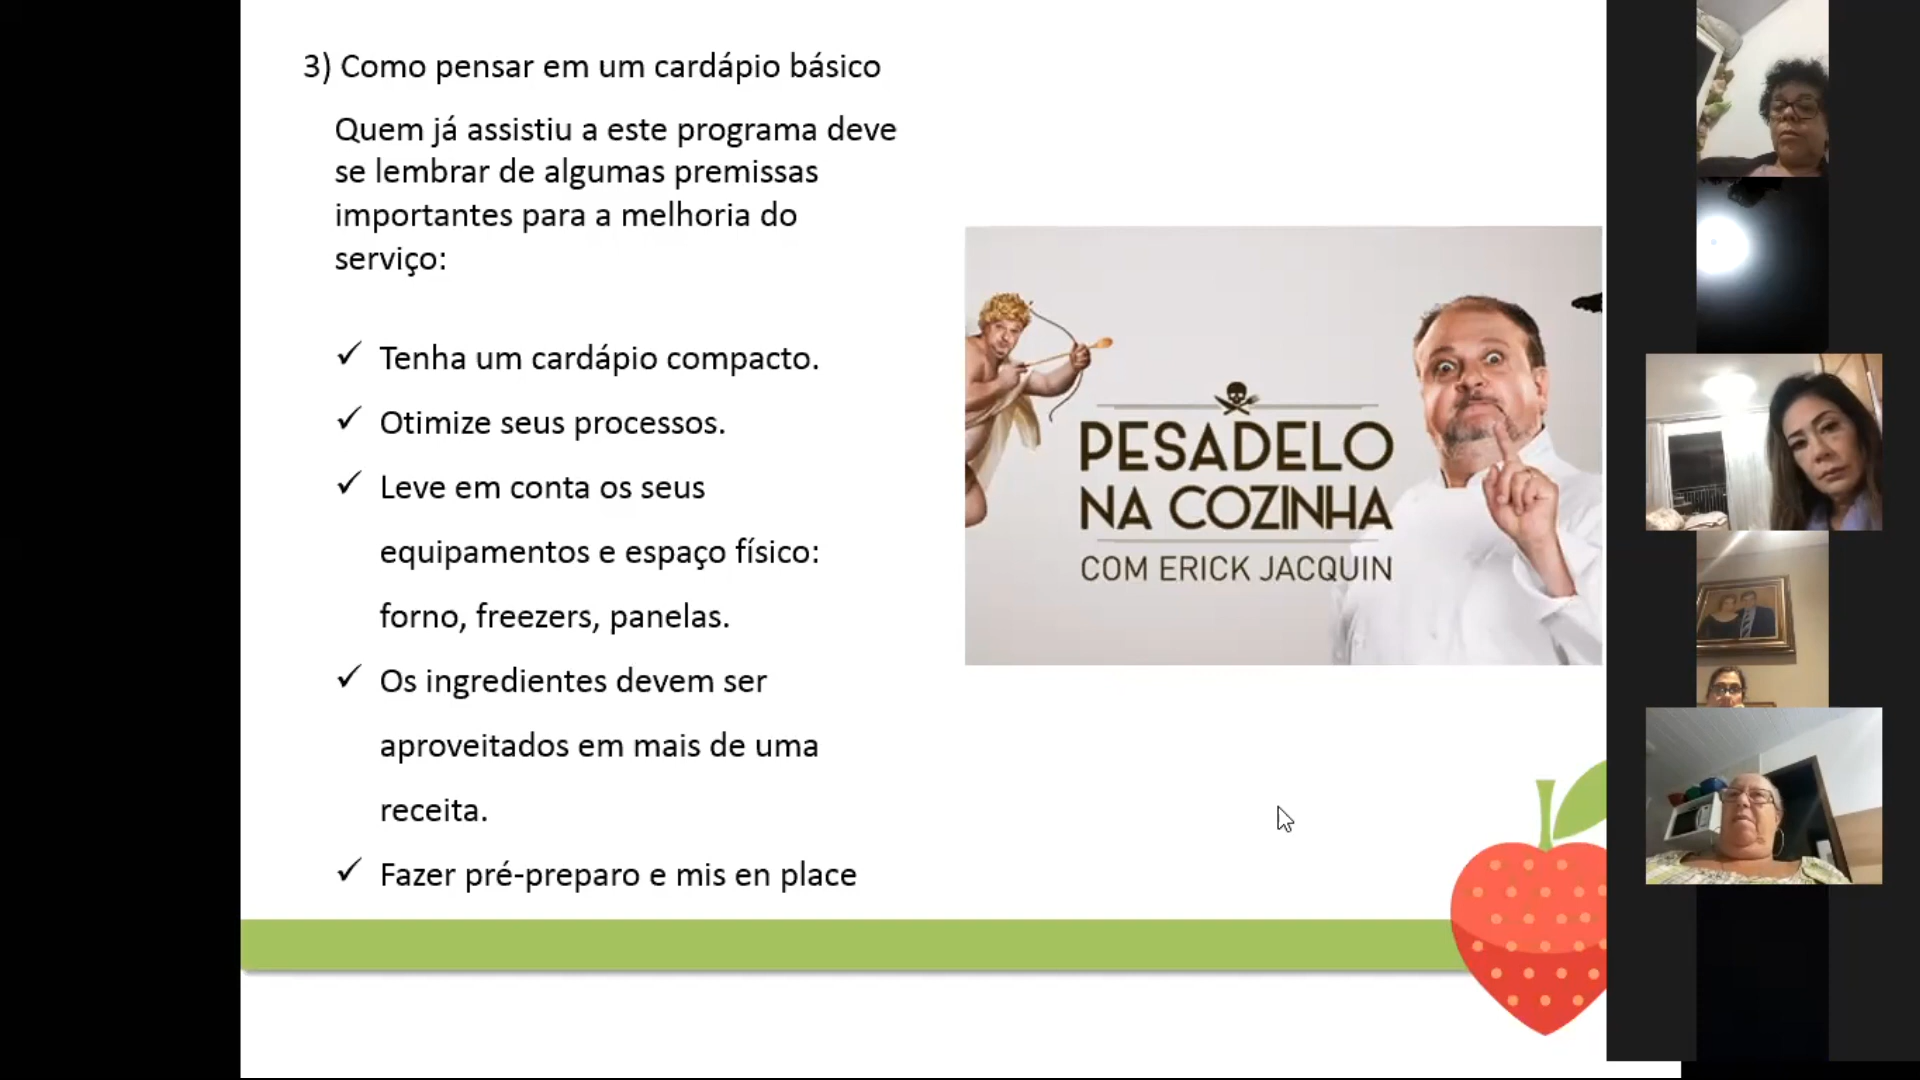 3) Como pensar em um cardápio básico
Quem já assistiu a este programa deve
se lembrar de algumas premissas
importantes para a melhoria do
serviço:
✓ Tenha um cardápio compacto.
✓ Otimize seus processos.
✓ Leve em conta os seus
equipamentos e espaço físico:
forno, freezers, panelas.
✓ Os ingredientes devem ser
aproveitados em mais de uma
receita.
✓ Fazer pré-preparo e mis en place
PESADELO
NA COZINHA
COM ERICK JACQUIN